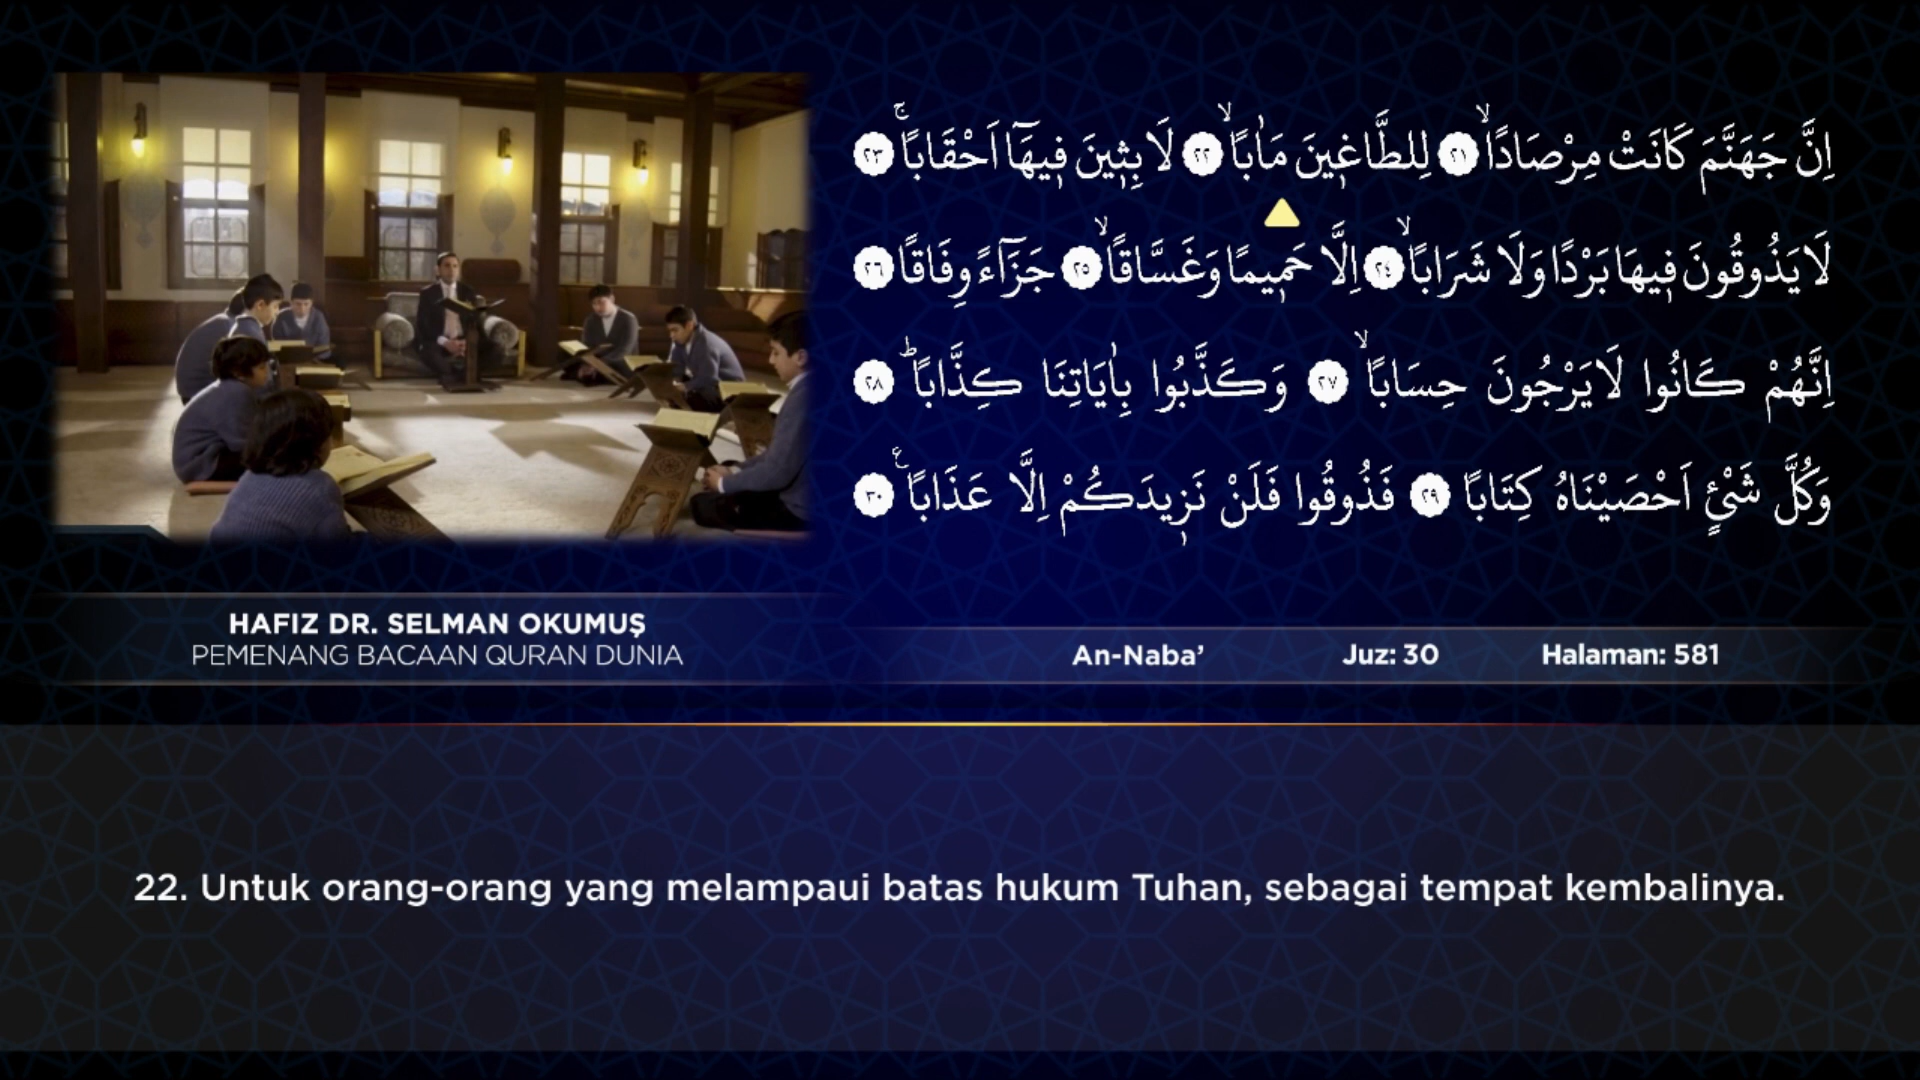 اِنَّ جَهَنَّمَ كَانَتْ مِرْصَادًاۙ ٢١ لِلطَّاغ۪ينَ مَاٰبًاۙ ٢٢ لَا بِث۪ينَ ف۪يهَٓا اَحْقَابًاۚ ٢٣
لَا يَذُوقُونَ ف۪يهَا بَرْدًا وَلَا شَرَابًاۙ ٢٤ اِلَّا حَم۪يمًا وَغَسَّاقًاۙ ٢٥ جَزَٓاءً وِفَاقًا ٢٦
اِنَّهُمْ كَانُوا لَا يَرْجُونَ حِسَابًاۙ ٢٧ وَكَذَّبُوا بِاٰيَاتِنَا كِذَّابًاؕ ٢٨
وَكُلَّ شَيْءٍ اَحْصَيْنَاهُ كِتَابًا ٢٩ فَذُوقُوا فَلَنْ نَز۪يدَكُمْ اِلَّا عَذَابًاࣖ ٣٠
HAFIZ DR. SELMAN OKUMUŞ
PEMENANG BACAAN QURAN DUNIA
An-Naba’ Juz: 30 Halaman: 581
22. Untuk orang-orang yang melampaui batas hukum Tuhan, sebagai tempat kembalinya.